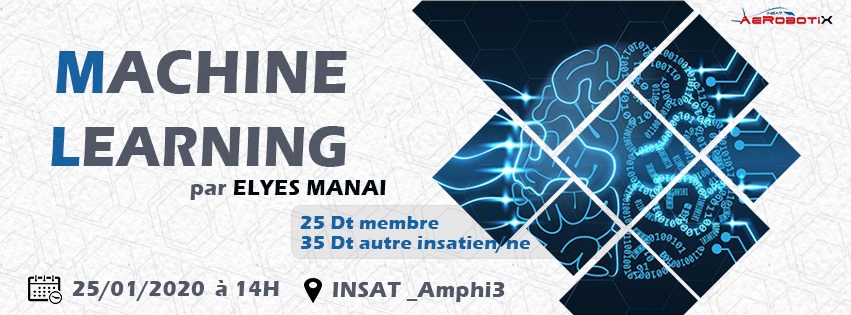 INSAT
AEROBOTIX
MACHINE
LEARNING
par ELYES MANAI
25 Dt membre
35 Dt autre insatien/ne
25/01/2020 à 14H
INSAT _Amphi3